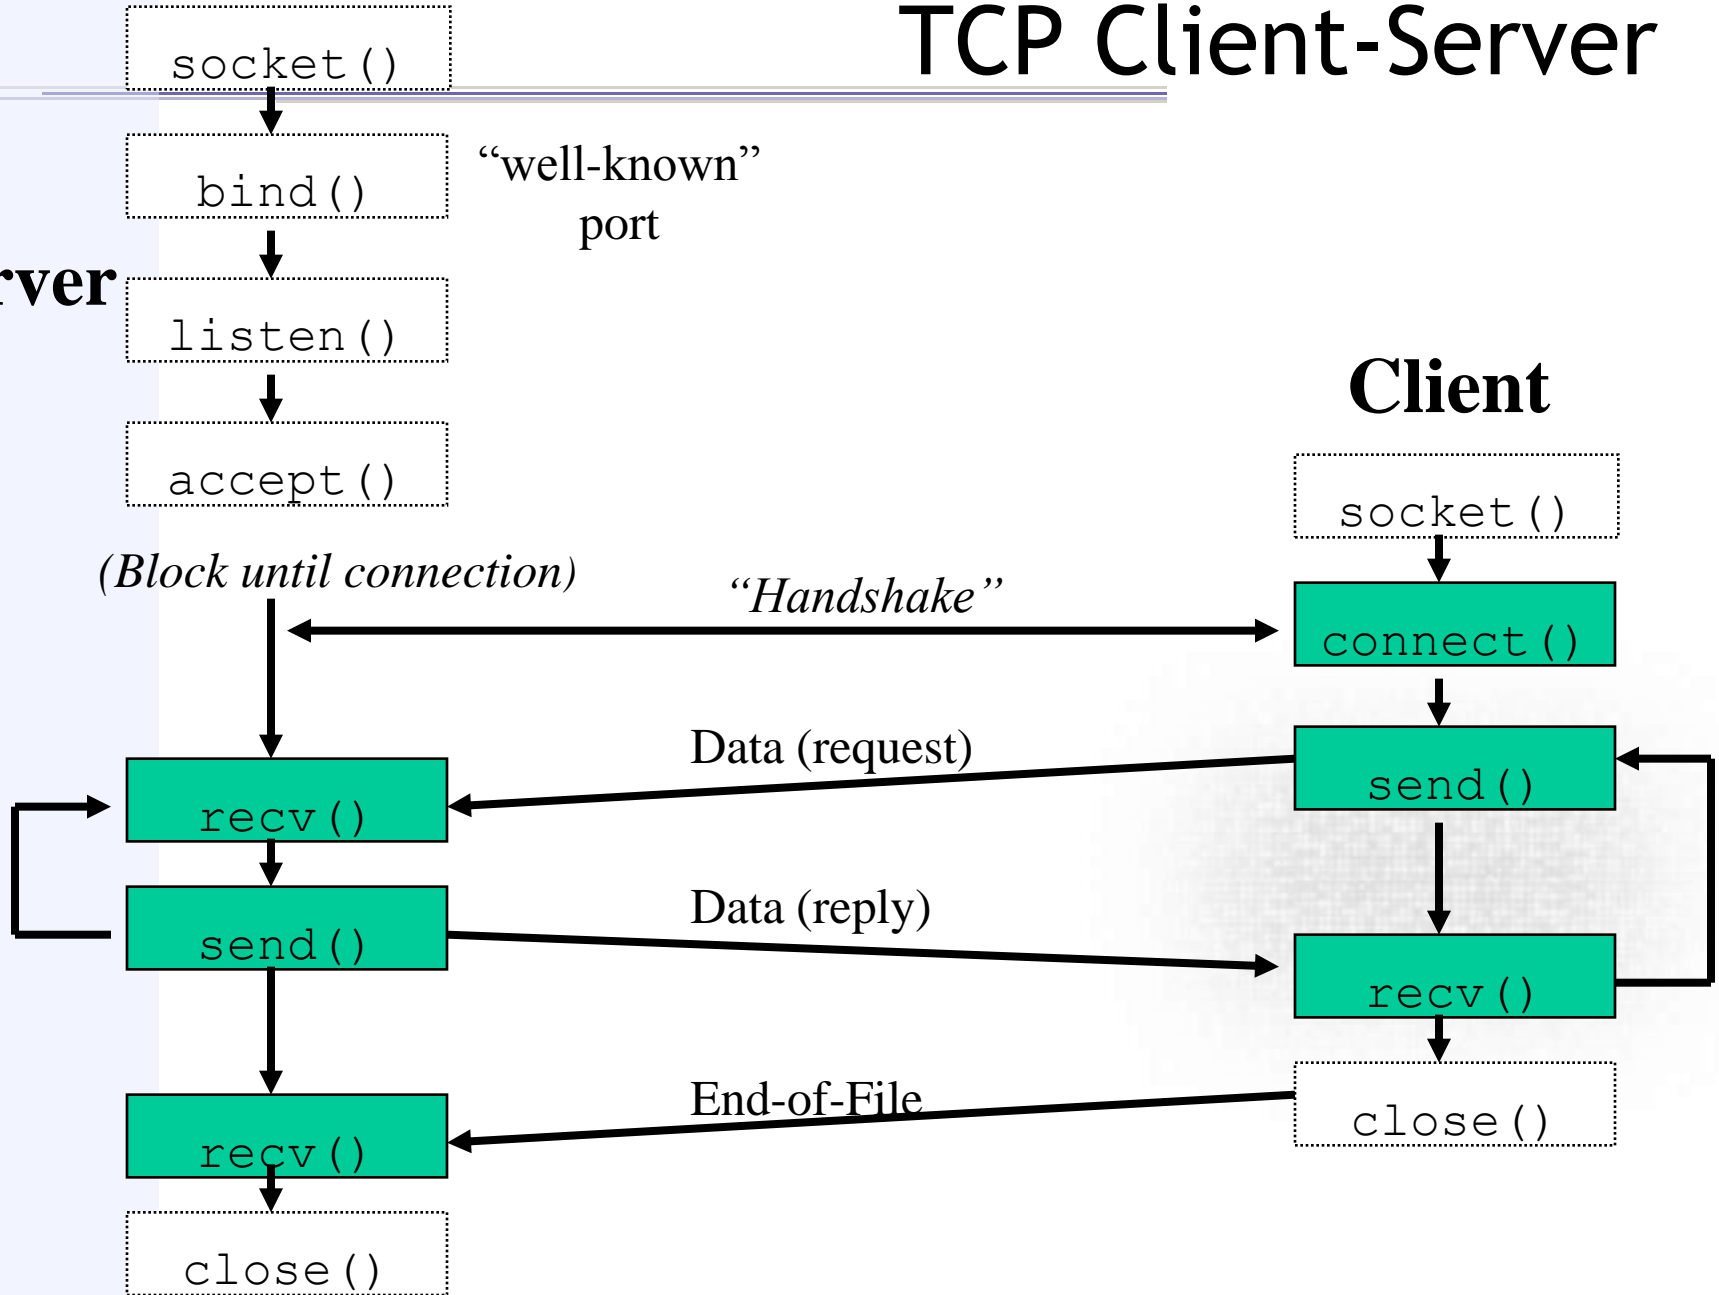 TCP Client-Server
socket()
bind()
“well-known”
port
rver
listen()
accept()
(Block until connection)
Client
socket()
“Handshake”
connect()
Data (request)
send()
recv()
Data (reply)
send()
recv()
End-of-File
close()
recv()
close()